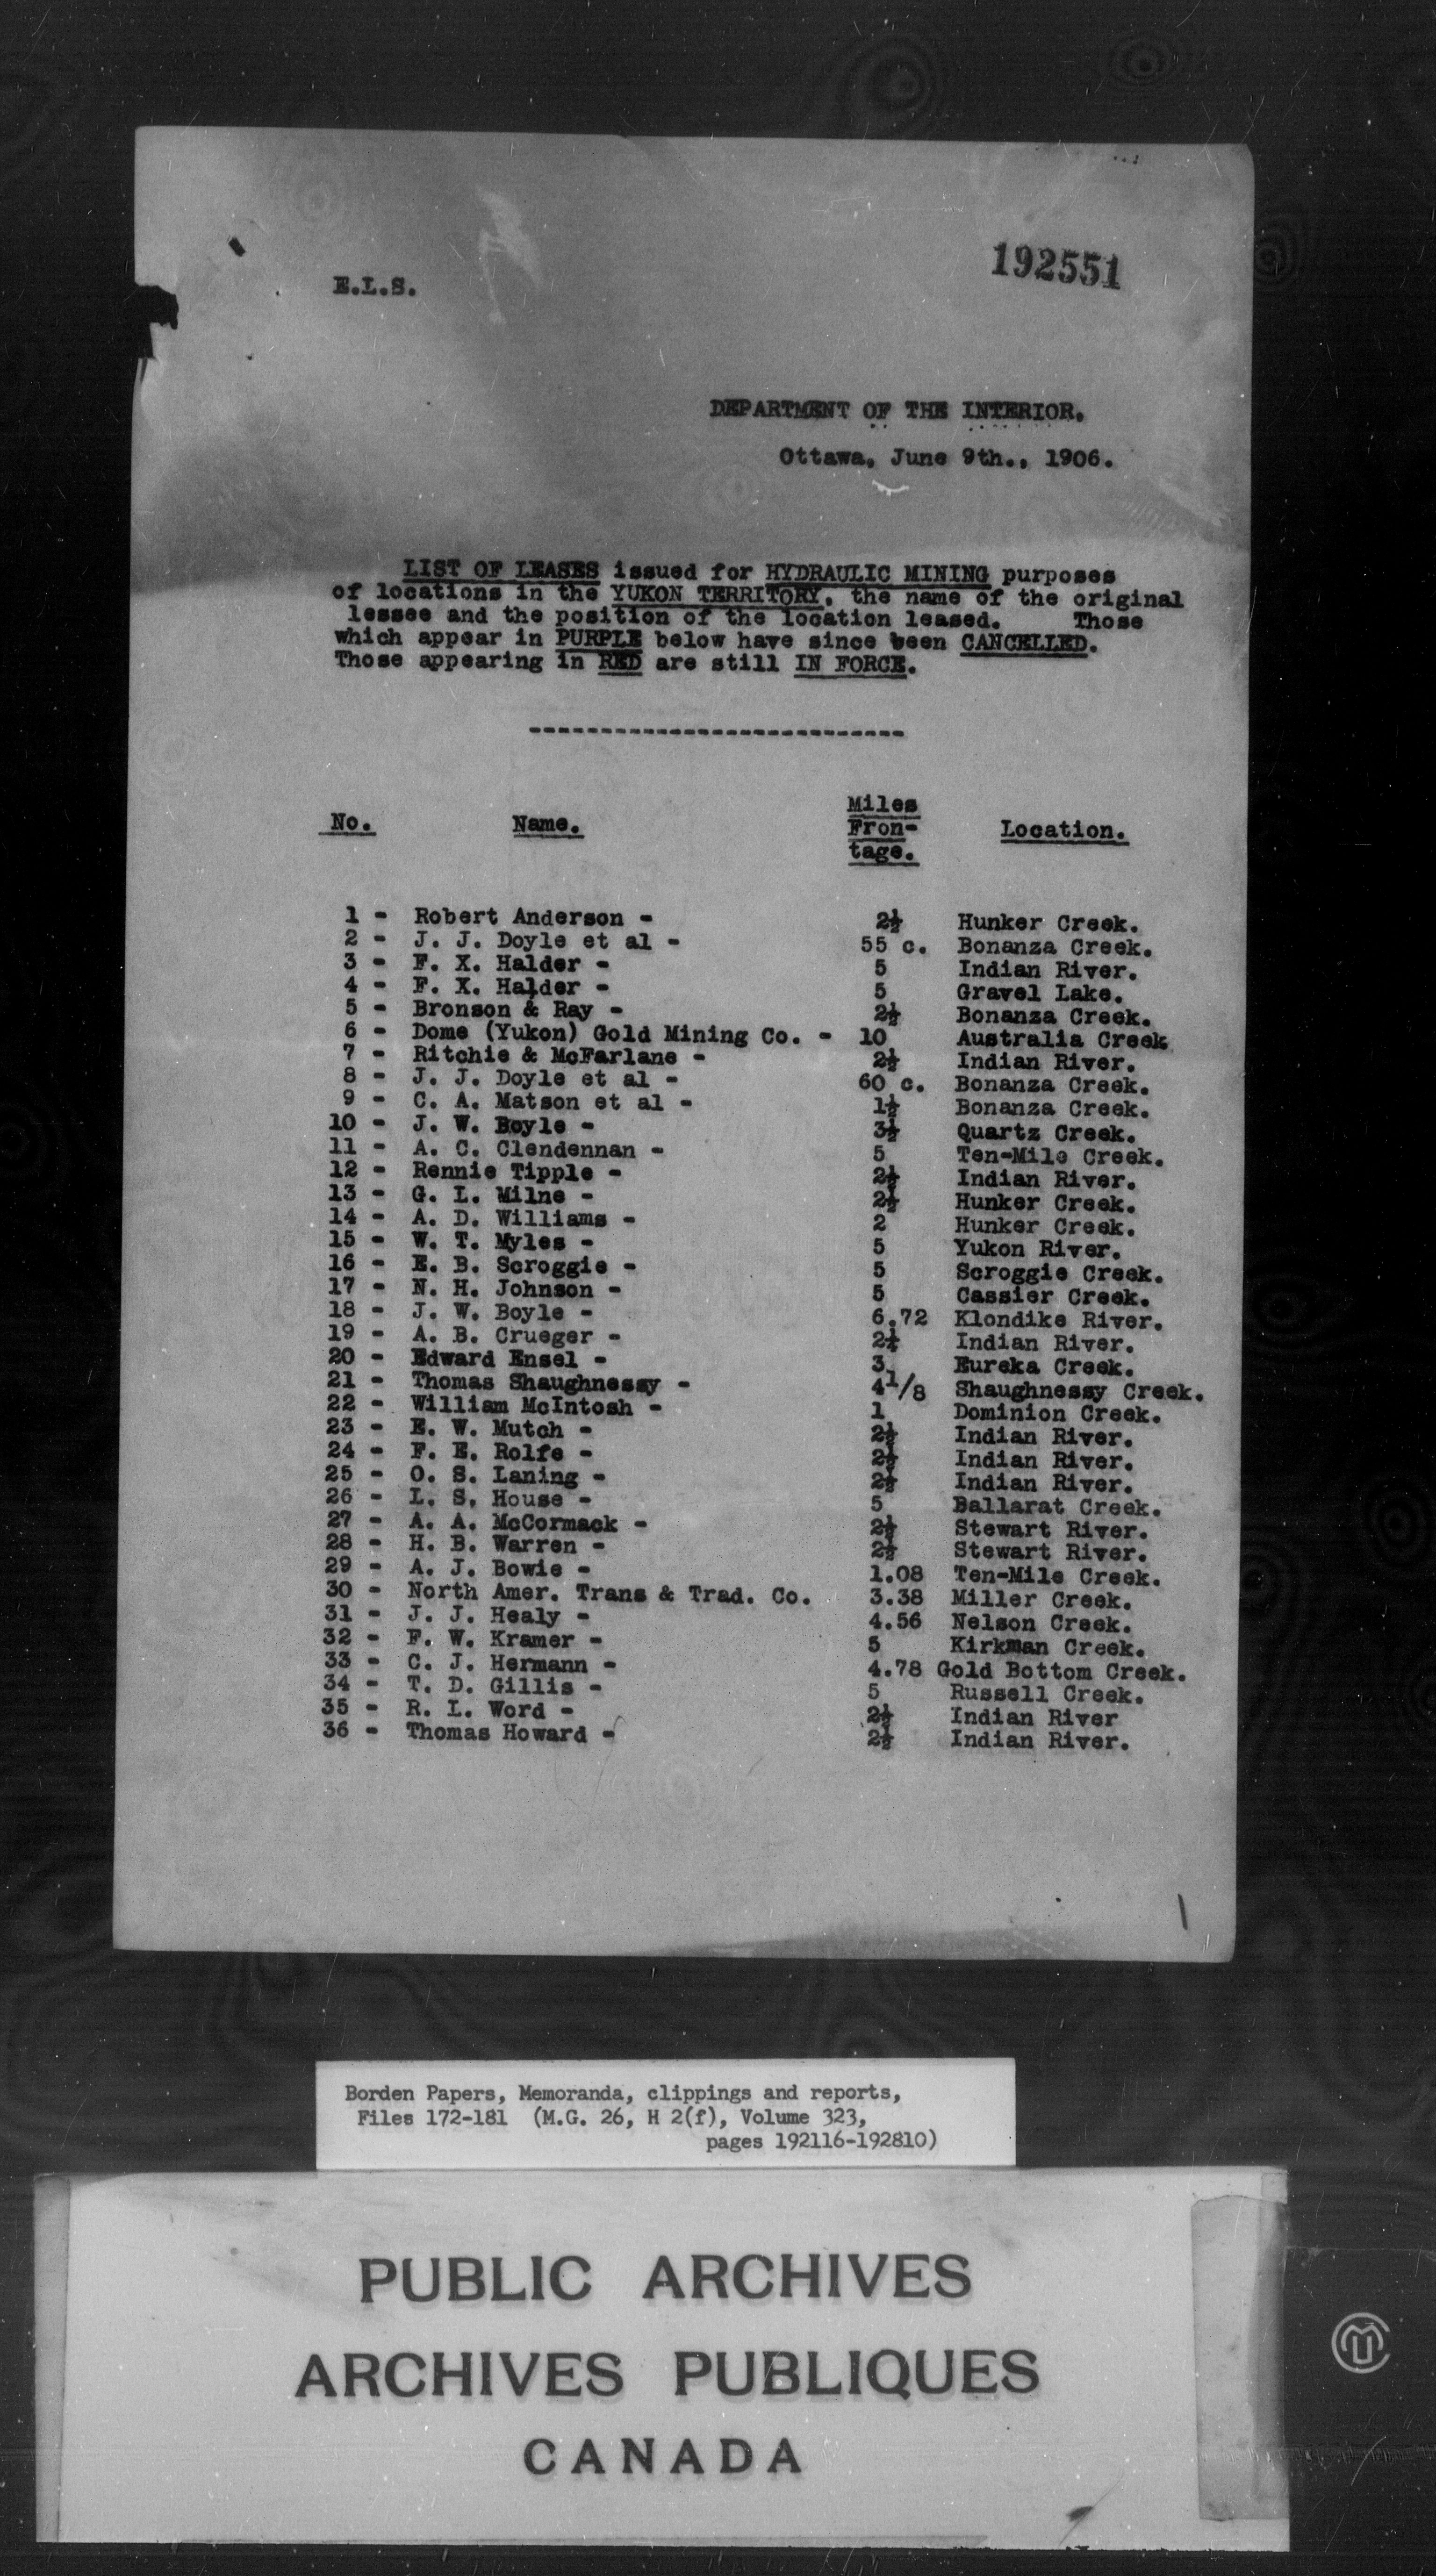 192551
E.L.S.
DEPARTMENT OF THE INTERIOR.
Ottawa, June 9th., 1906.
LIST OF LEASES issued for HYDRAULIC MINING purposes
of locations in the YUKON TERRITORY, the name of the original
lessee and the position of the location leased. Those
which appear in PURPLE below have since been CANCELLED.
Those appearing in RED are still IN FORCE.
---------------------------
No. Name. Miles Fron- tage. Location.
1 - Robert Anderson - 2½ Hunker Creek.
2 - J. J. Doyle et al - 55 c. Bonanza Creek.
3 - F. X. Halder - 5 Indian River.
4 - F. X. Halder - 5 Gravel Lake.
5 - Bronson & Ray - 2½ Bonanza Creek.
6 - Dome (Yukon) Gold Mining Co. - 10 Australia Creek
7 - Ritchie & McFarlane - 2½ Indian River.
8 - J. J. Doyle et al - 60 c. Bonanza Creek.
9 - C. A. Matson et al - 1½ Bonanza Creek.
10 - J. W. Boyle - 3½ Quartz Creek.
11 - A. C. Clendennan - 5 Ten-Mile Creek.
12 - Rennie Tipple - 2½ Indian River.
13 - G. L. Milne - 2½ Hunker Creek.
14 - A. D. Williams - 2 Hunker Creek.
15 - W. T. Myles - 5 Yukon River.
16 - E. B. Scroggie - 5 Scroggie Creek.
17 - N. H. Johnson - 5 Cassier Creek.
18 - J. W. Boyle - 6.72 Klondike River.
19 - A. B. Crueger - 2¼ Indian River.
20 - Edward Ensel - 3 Eureka Creek.
21 - Thomas Shaughnessy - 4 1/8 Shaughnessy Creek.
22 - William McIntosh - 1 Dominion Creek.
23 - E. W. Mutch - 2½ Indian River.
24 - F. E. Rolfe - 2½ Indian River.
25 - O. S. Laning - 2½ Indian River.
26 - L. S. House - 5 Ballarat Creek.
27 - A. A. McCormack - 2½ Stewart River.
28 - H. B. Warren - 2½ Stewart River.
29 - A. J. Bowie - 1.08 Ten-Mile Creek.
30 - North Amer. Trans & Trad. Co. 3.38 Miller Creek.
31 - J. J. Healy - 4.56 Nelson Creek.
32 - F. W. Kramer - 5 Kirkman Creek.
33 - C. J. Hermann - 4.78 Gold Bottom Creek.
34 - T. D. Gillis - 5 Russell Creek.
35 - R. L. Word - 2½ Indian River
36 - Thomas Howard - 2½ Indian River.
Borden Papers, Memoranda, clippings and reports,
Files 172-181 (M.G. 26, H 2(f), Volume 323,
pages 192116-192810)
PUBLIC ARCHIVES
ARCHIVES PUBLIQUES
CANADA